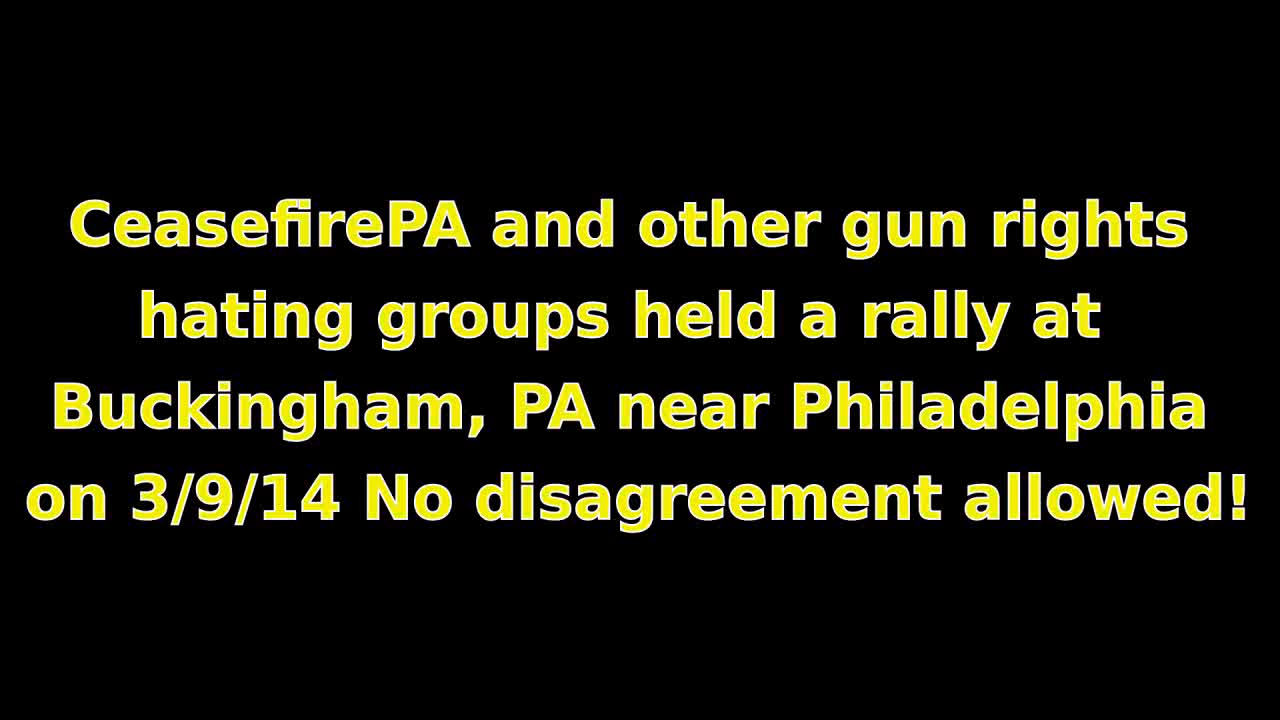 CeasefirePA and other gun rights
hating groups held a rally at
Buckingham, PA near Philadelphia
on 3/9/14 No disagreement allowed!